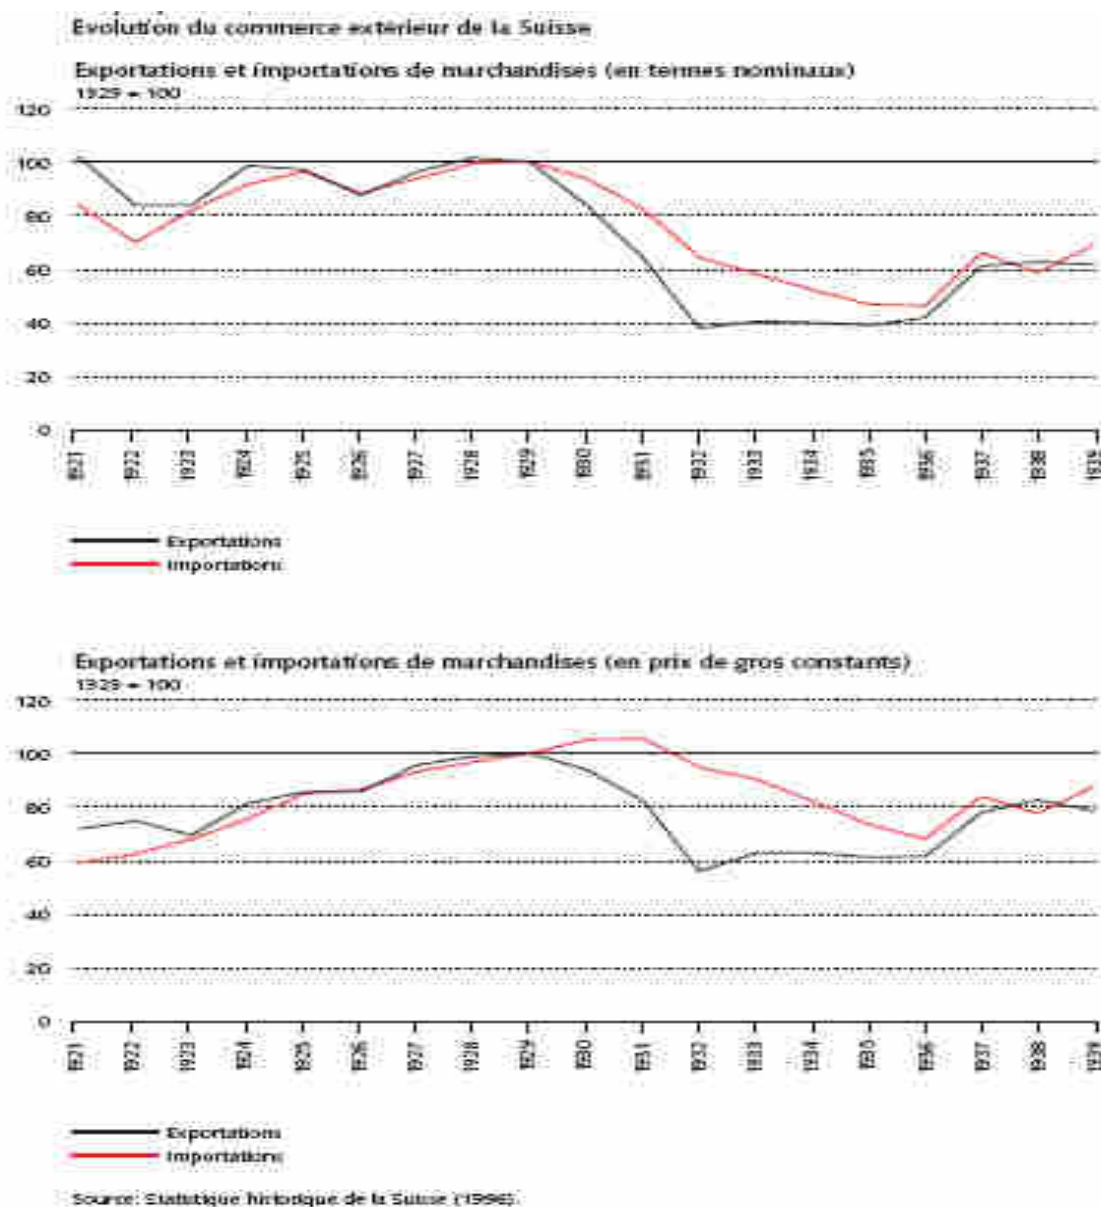 Evolution du commerce extérieur de la Suisse
Exportations et importations de marchandises (en termes nominaux)
1929 = 100
120
100
80
60
40
20
0
1921 1922 1923 1924 1925 1926 1927 1928 1929 1930 1931 1932 1933 1934 1935 1936 1937 1938 1939
Exportations
Importations
Exportations et importations de marchandises (en prix de gros constants)
1929 = 100
120
100
80
60
40
20
0
1921 1922 1923 1924 1925 1926 1927 1928 1929 1930 1931 1932 1933 1934 1935 1936 1937 1938 1939
Exportations
Importations
Source: Statistique historique de la Suisse (1996).